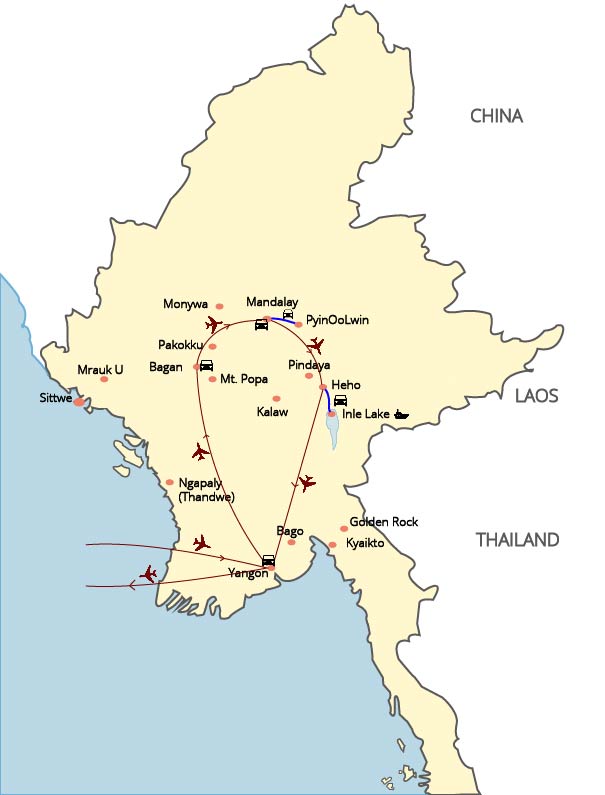 CHINA
Monywa
Mandalay
PyinOoLwin
Pakokku
Bagan
Pindaya
Mrauk U
Mt. Popa
Heho
LAOS
Sittwe
Kalaw
Inle Lake
Ngapaly
(Thandwe)
Golden Rock
Bago
Kyaikto
THAILAND
Yangon